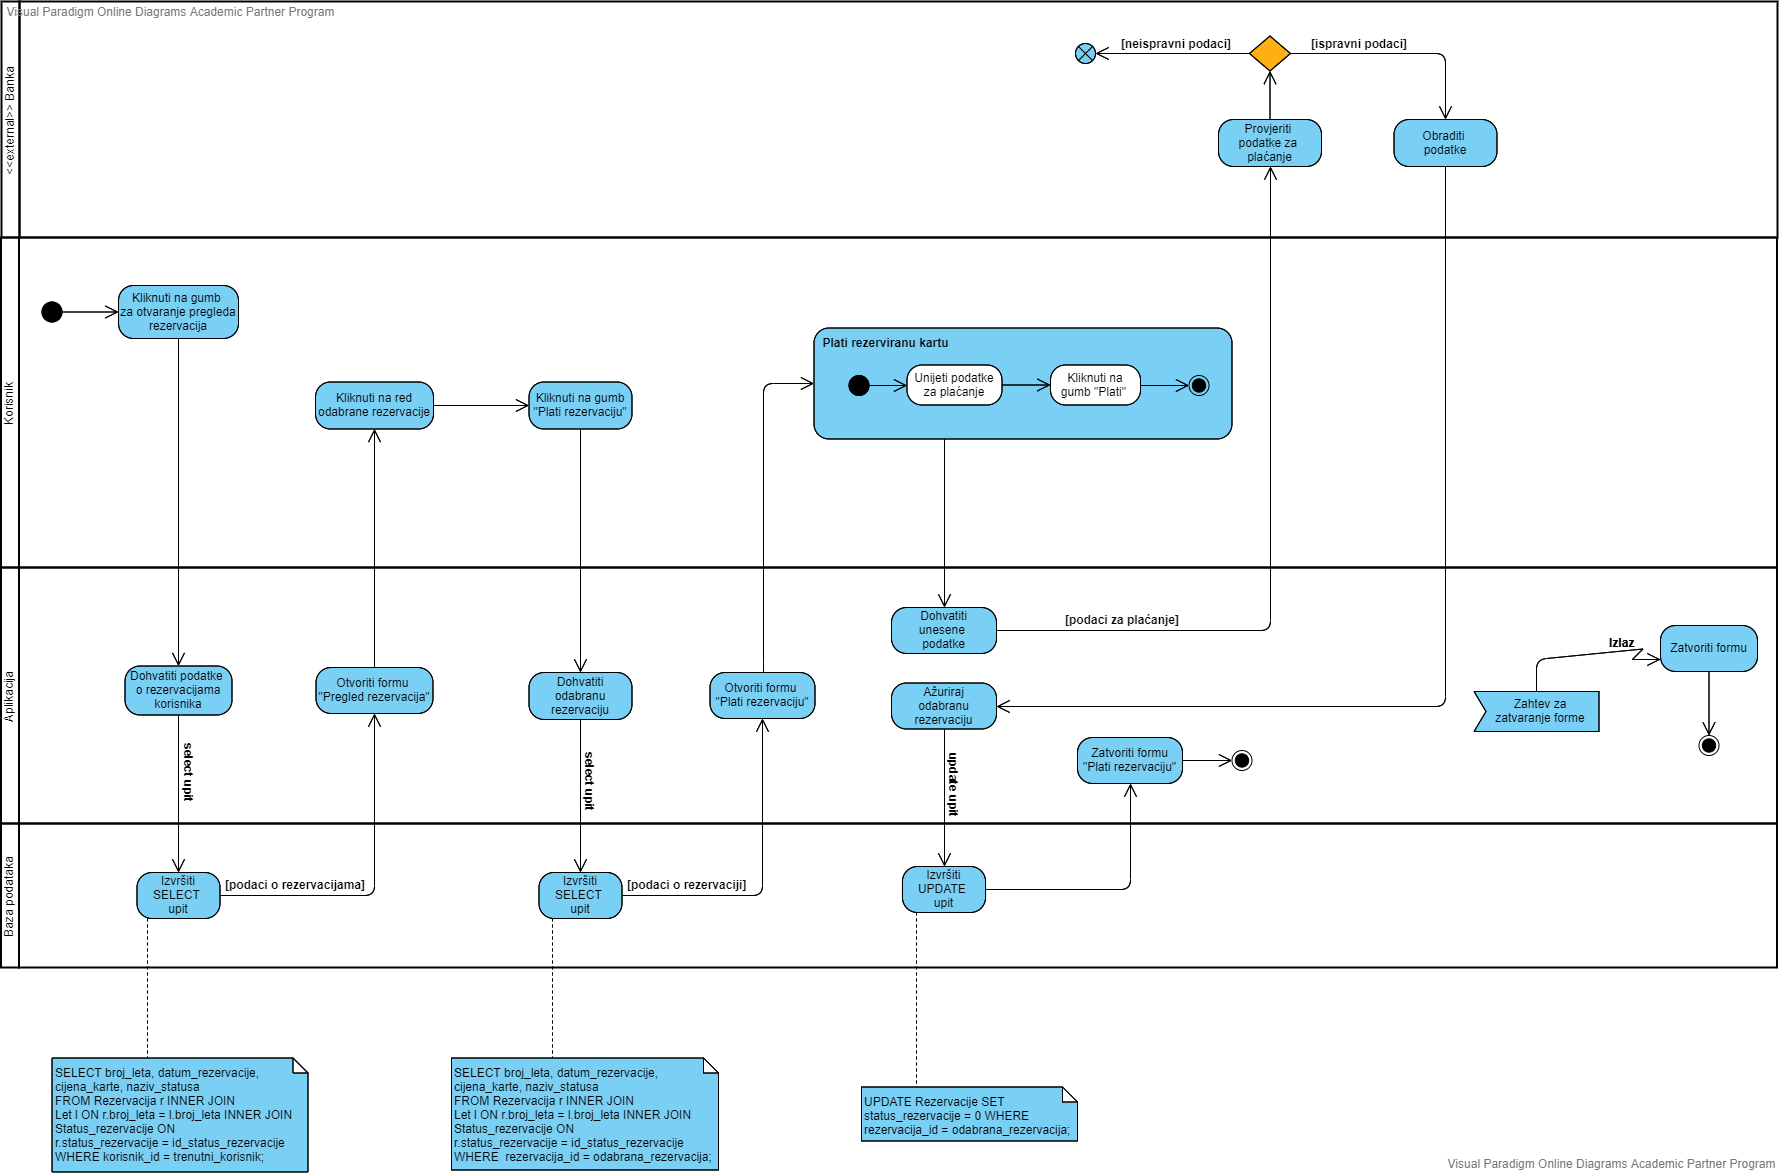 Visual Paradigm Online Diagrams Academic Partner Program
<<external>> Banka
[neispravni podaci]
[ispravni podaci]
Provjeriti
podatke za
plaćanje
Obraditi
podatke
Korisnik
Kliknuti na gumb
za otvaranje pregleda
rezervacija
Kliknuti na red
odabrane rezervacije
Kliknuti na gumb
"Plati rezervaciju"
Plati rezerviranu kartu
Unijeti podatke
za plaćanje
Kliknuti na
gumb "Plati"
Aplikacija
Dohvatiti podatke
o rezervacijama
korisnika
Otvoriti formu
"Pregled rezervacija"
Dohvatiti
odabranu
rezervaciju
Otvoriti formu
"Plati rezervaciju"
Dohvatiti
unesene
podatke
[podaci za plaćanje]
Ažuriraj
odabranu
rezervaciju
Zatvoriti formu
"Plati rezervaciju"
Zahtev za
zatvaranje forme
Izlaz
Zatvoriti formu
select upit
select upit
update upit
Baza podataka
Izvršiti
SELECT
upit
[podaci o rezervacijama]
Izvršiti
SELECT
upit
[podaci o rezervaciji]
Izvršiti
UPDATE
upit
SELECT broj_leta, datum_rezervacije,
cijena_karte, naziv_statusa
FROM Rezervacija r INNER JOIN
Let l ON r.broj_leta = l.broj_leta INNER JOIN
Status_rezervacije ON
r.status_rezervacije = id_status_rezervacije
WHERE korisnik_id = trenutni_korisnik;
SELECT broj_leta, datum_rezervacije,
cijena_karte, naziv_statusa
FROM Rezervacija r INNER JOIN
Let l ON r.broj_leta = l.broj_leta INNER JOIN
Status_rezervacije ON
r.status_rezervacije = id_status_rezervacije
WHERE  rezervacija_id = odabrana_rezervacija;
UPDATE Rezervacije SET
status_rezervacije = 0 WHERE
rezervacija_id = odabrana_rezervacija;
Visual Paradigm Online Diagrams Academic Partner Program